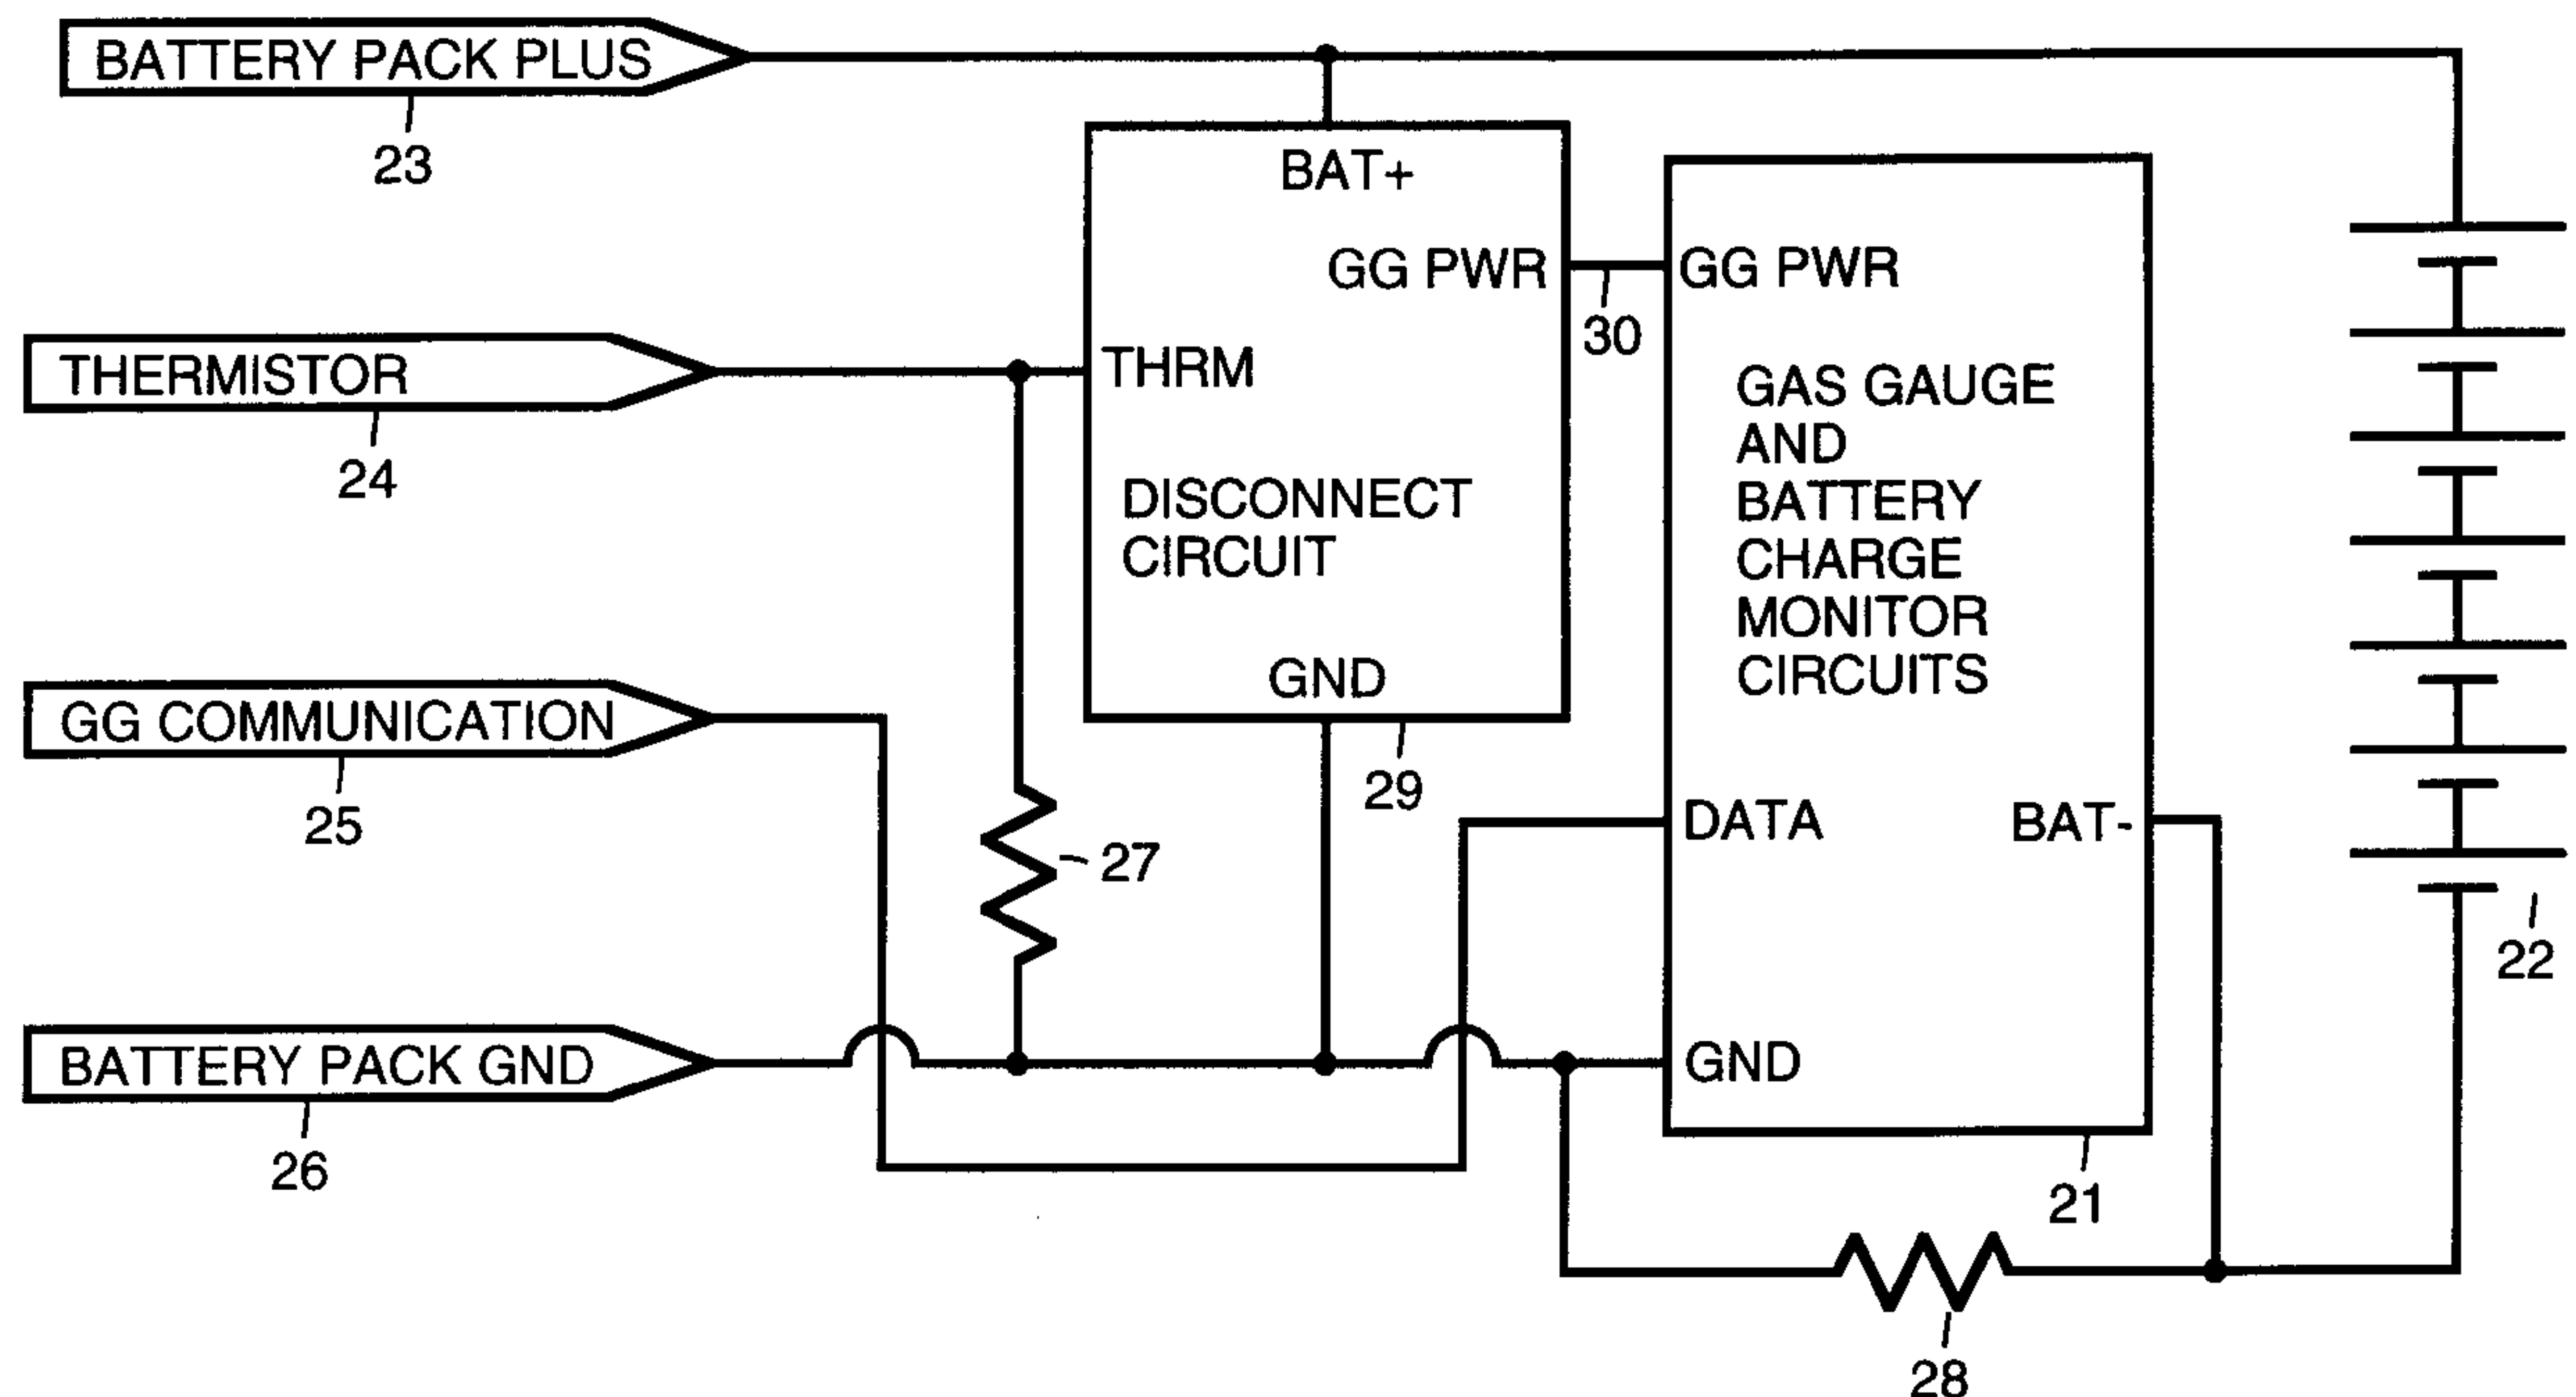 BATTERY PACK PLUS
23
BAT+
GG PWR
GG PWR
30
THERMISTOR
24
THRM
DISCONNECT
CIRCUIT
GAS GAUGE
AND
BATTERY
CHARGE
MONITOR
CIRCUITS
GG COMMUNICATION
25
GND
29
27
DATA
BAT-
22
BATTERY PACK GND
26
GND
21
28